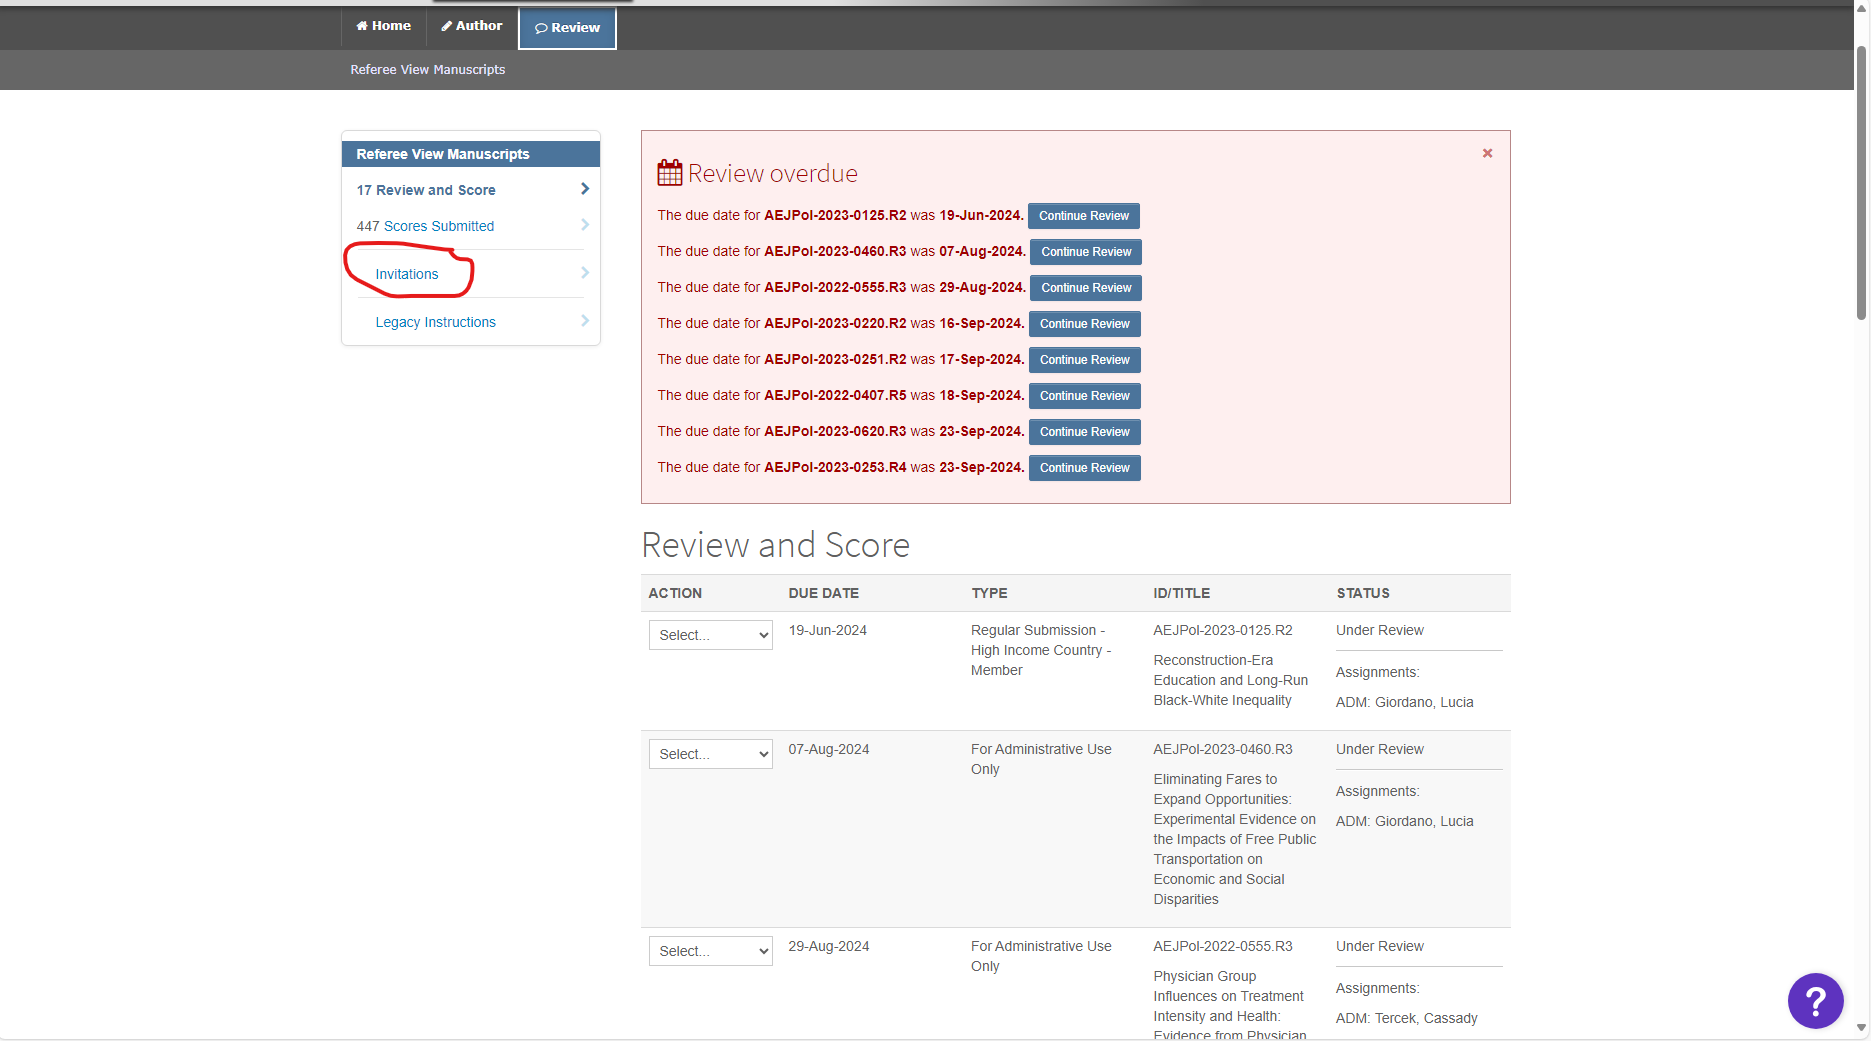 Home
Author
Review
Referee View Manuscripts
Referee View Manuscripts
17 Review and Score
447 Scores Submitted
Invitations
Legacy Instructions
Review overdue
The due date for AEJPol-2023-0125.R2 was 19-Jun-2024. Continue Review
The due date for AEJPol-2023-0460.R3 was 07-Aug-2024. Continue Review
The due date for AEJPol-2022-0555.R3 was 29-Aug-2024. Continue Review
The due date for AEJPol-2023-0220.R2 was 16-Sep-2024. Continue Review
The due date for AEJPol-2023-0251.R2 was 17-Sep-2024. Continue Review
The due date for AEJPol-2022-0407.R5 was 18-Sep-2024. Continue Review
The due date for AEJPol-2023-0620.R3 was 23-Sep-2024. Continue Review
The due date for AEJPol-2023-0253.R4 was 23-Sep-2024. Continue Review
Review and Score
ACTION DUE DATE TYPE ID/TITLE STATUS
Select...
19-Jun-2024
Regular Submission -
High Income Country -
Member
AEJPol-2023-0125.R2
Reconstruction-Era
Education and Long-Run
Black-White Inequality
Under Review
Assignments:
ADM: Giordano, Lucia
Select...
07-Aug-2024
For Administrative Use
Only
AEJPol-2023-0460.R3
Eliminating Fares to
Expand Opportunities:
Experimental Evidence on
the Impacts of Free Public
Transportation on
Economic and Social
Disparities
Under Review
Assignments:
ADM: Giordano, Lucia
Select...
29-Aug-2024
For Administrative Use
Only
AEJPol-2022-0555.R3
Physician Group
Influences on Treatment
Intensity and Health:
Evidence from Physician
Under Review
Assignments:
ADM: Tercek, Cassady
?